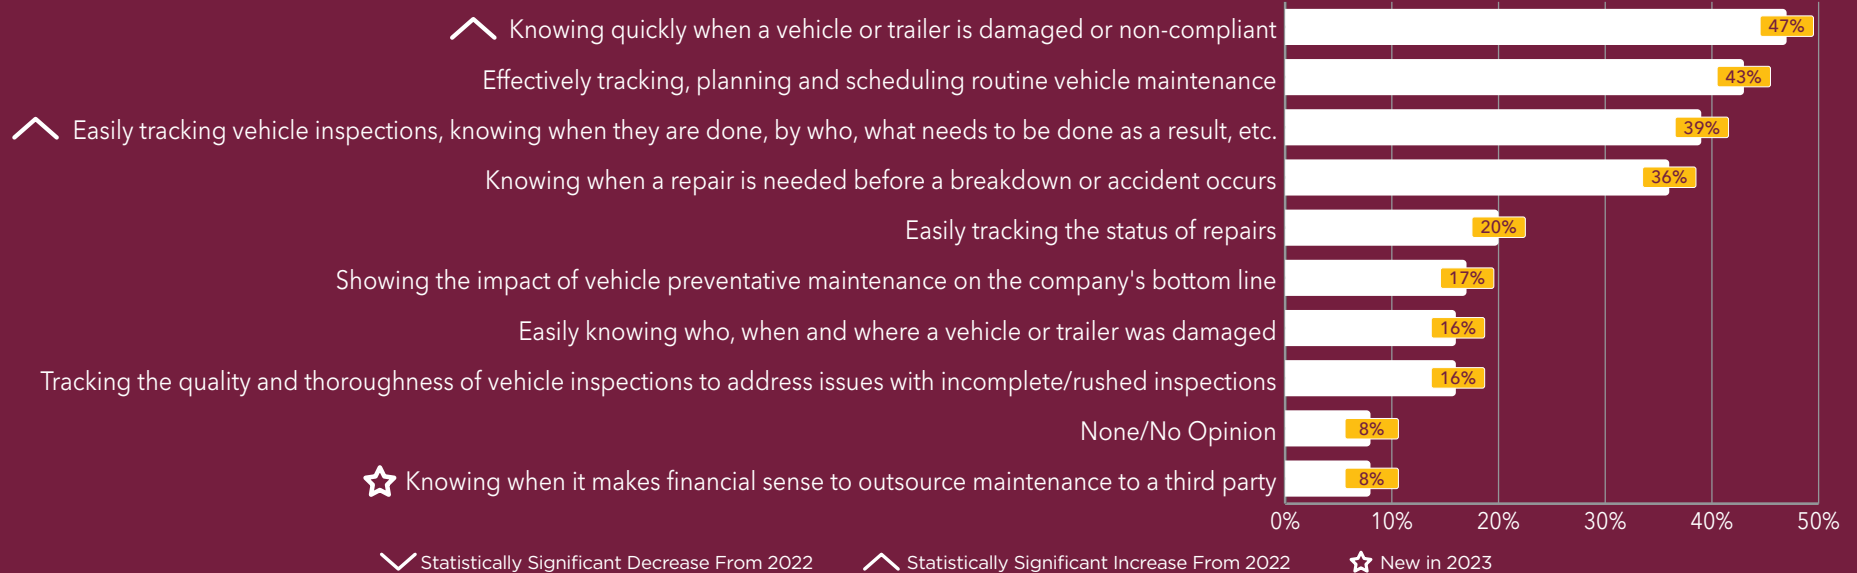 Knowing quickly when a vehicle or trailer is damaged or non-compliant 47%
Effectively tracking, planning and scheduling routine vehicle maintenance 43%
Easily tracking vehicle inspections, knowing when they are done, by who, what needs to be done as a result, etc. 39%
Knowing when a repair is needed before a breakdown or accident occurs 36%
Easily tracking the status of repairs 20%
Showing the impact of vehicle preventative maintenance on the company's bottom line 17%
Easily knowing who, when and where a vehicle or trailer was damaged 16%
Tracking the quality and thoroughness of vehicle inspections to address issues with incomplete/rushed inspections 16%
None/No Opinion 8%
Knowing when it makes financial sense to outsource maintenance to a third party 8%
0% 10% 20% 30% 40% 50%
Statistically Significant Decrease From 2022 Statistically Significant Increase From 2022 New in 2023